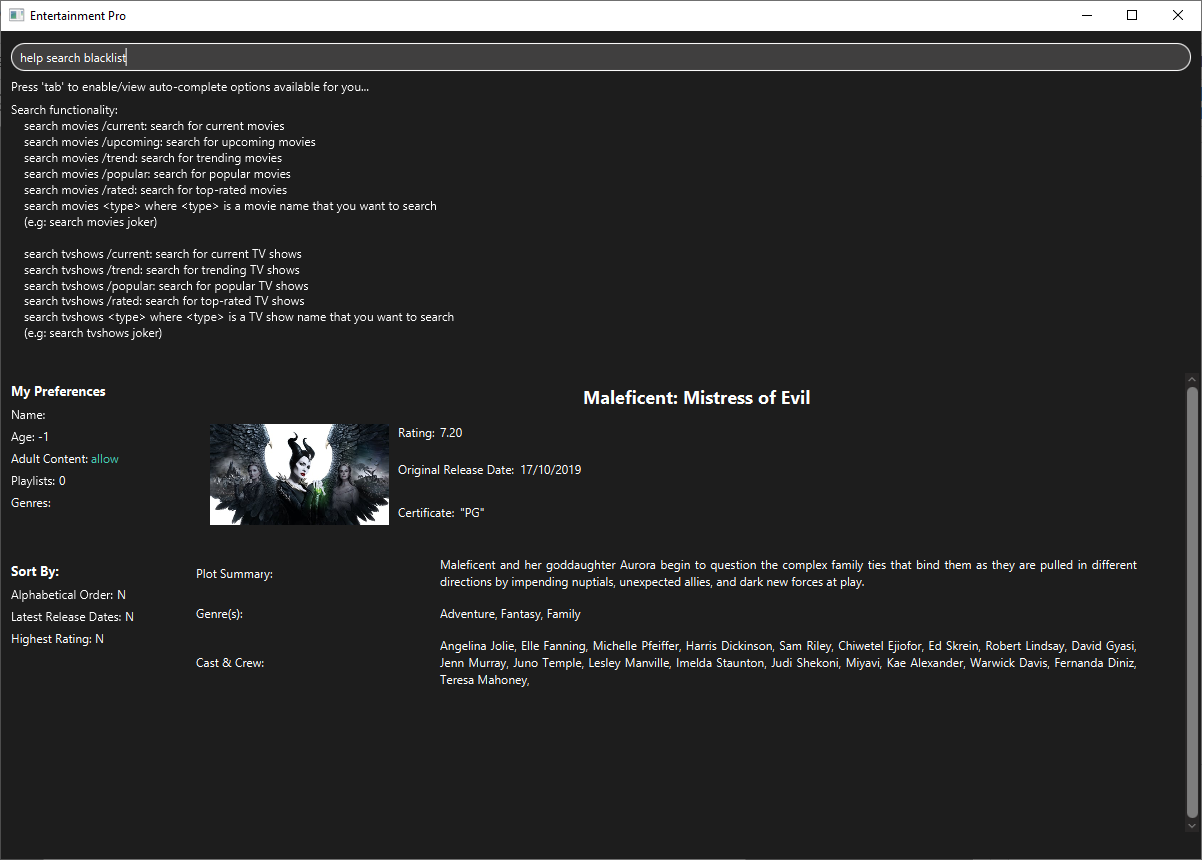 Entertainment Pro
help search blacklist
Press 'tab' to enable/view auto-complete options available for you...
Search functionality:
search movies /current: search for current movies
search movies /upcoming: search for upcoming movies
search movies /trend: search for trending movies
search movies /popular: search for popular movies
search movies /rated: search for top-rated movies
search movies <type> where <type> is a movie name that you want to search
(e.g: search movies joker)
search tvshows /current: search for current TV shows
search tvshows /trend: search for trending TV shows
search tvshows /popular: search for popular TV shows
search tvshows /rated: search for top-rated TV shows
search tvshows <type> where <type> is a TV show name that you want to search
(e.g: search tvshows joker)
My Preferences
Name:
Age: -1
Adult Content: allow
Playlists: 0
Genres:
Sort By:
Alphabetical Order: N
Latest Release Dates: N
Highest Rating: N
Maleficent: Mistress of Evil
Rating: 7.20
Original Release Date: 17/10/2019
Certificate: "PG"
Plot Summary:
Maleficent and her goddaughter Aurora begin to question the complex family ties that bind them as they are pulled in different
directions by impending nuptials, unexpected allies, and dark new forces at play.
Genre(s):
Adventure, Fantasy, Family
Cast & Crew:
Angelina Jolie, Elle Fanning, Michelle Pfeiffer, Harris Dickinson, Sam Riley, Chiwetel Ejiofor, Ed Skrein, Robert Lindsay, David Gyasi,
Jenn Murray, Juno Temple, Lesley Manville, Imelda Staunton, Judi Shekoni, Miyavi, Kae Alexander, Warwick Davis, Fernanda Diniz,
Teresa Mahoney,